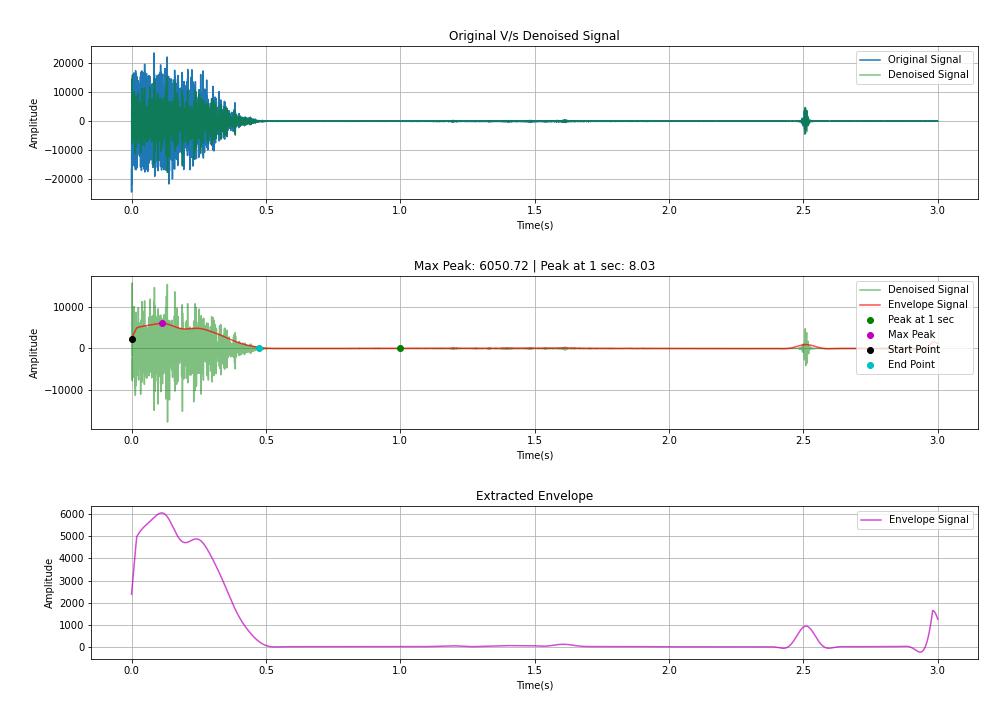 Original V/s Denoised Signal
20000
10000
0
−10000
−20000
Amplitude
Original Signal
Denoised Signal
0.0 0.5 1.0 1.5 2.0 2.5 3.0
Time(s)
Max Peak: 6050.72 | Peak at 1 sec: 8.03
10000
0
−10000
Amplitude
Denoised Signal
Envelope Signal
Peak at 1 sec
Max Peak
Start Point
End Point
0.0 0.5 1.0 1.5 2.0 2.5 3.0
Time(s)
Extracted Envelope
6000
5000
4000
3000
2000
1000
0
Amplitude
Envelope Signal
0.0 0.5 1.0 1.5 2.0 2.5 3.0
Time(s)